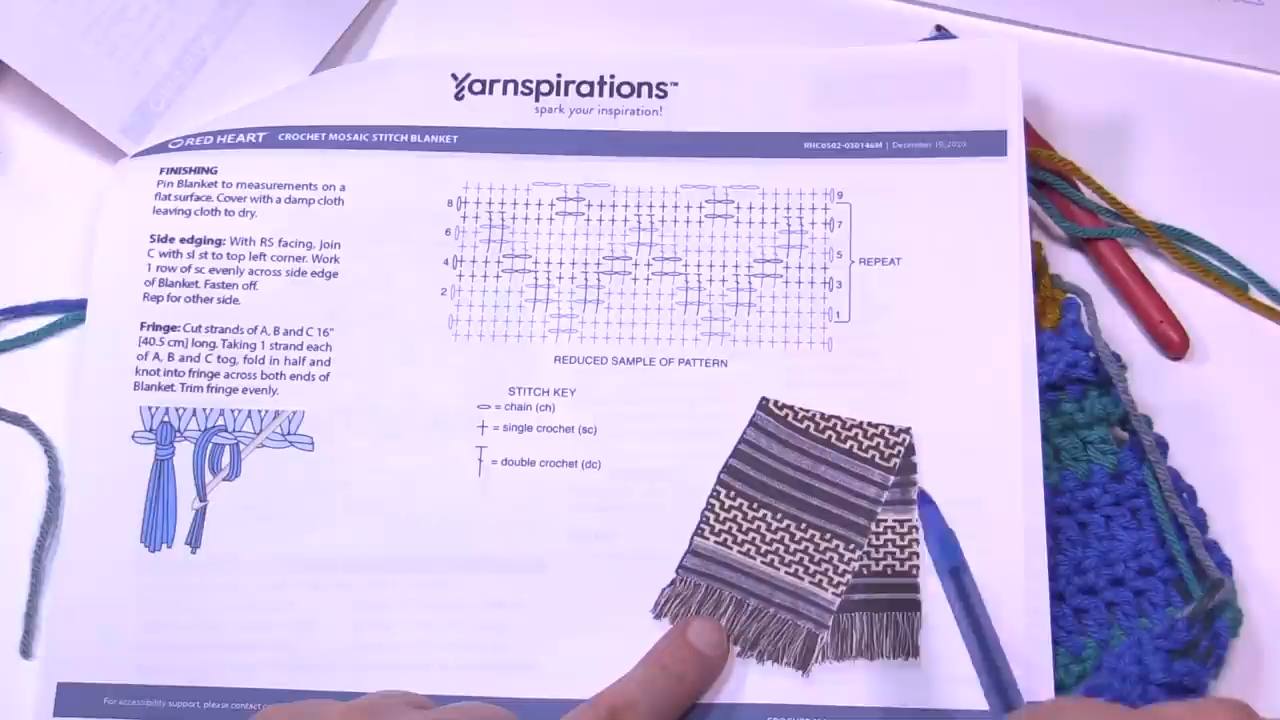 Yarnspirations™
spark your inspiration!
RED HEART CROCHET MOSAIC STITCH BLANKET
RHC0502-030146M | December 19, 2023
FINISHING
Pin Blanket to measurements on a
flat surface. Cover with a damp cloth
leaving cloth to dry.
Side edging: With RS facing, join
C with sl st to top left corner. Work
1 row of sc evenly across side edge
of Blanket. Fasten off.
Rep for other side.
Fringe: Cut strands of A, B and C 16"
[40.5 cm] long. Taking 1 strand each
of A, B and C tog, fold in half and
knot into fringe across both ends of
Blanket. Trim fringe evenly.
9
8
7
6
5
4
REPEAT
3
2
1
REDUCED SAMPLE OF PATTERN
STITCH KEY
= chain (ch)
= single crochet (sc)
= double crochet (dc)
For accessibility support, please contact